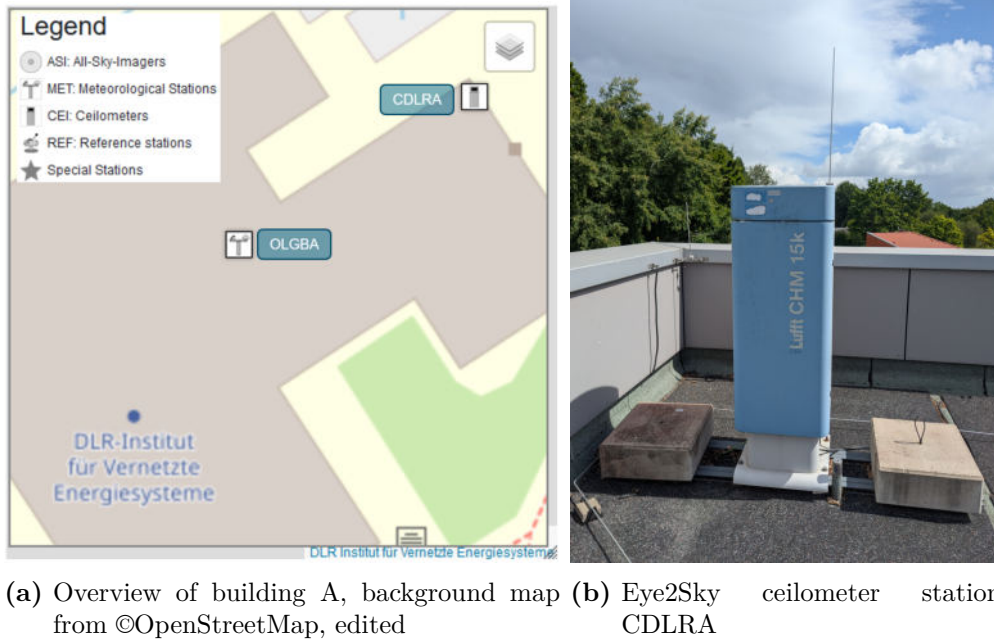 Legend
ASI: All-Sky-Imagers
MET: Meteorological Stations
CEI: Ceilometers
REF: Reference stations
Special Stations
CDLRA
OLGBA
DLR-Institut
für Vernetzte
Energiesysteme
DLR Institut für Vernetzte Energiesysteme
Lufft CHM 15k
(a) Overview of building A, background map
from ©OpenStreetMap, edited
(b) Eye2Sky ceilometer station
CDLRA